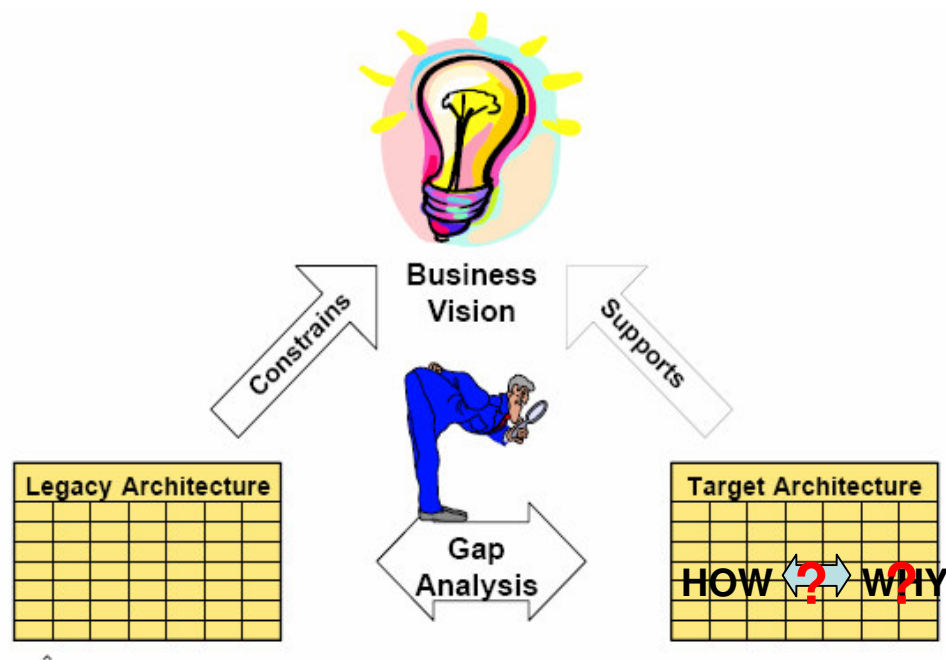 Business
Vision
Constrains
Supports
Legacy Architecture
Target Architecture
Gap
Analysis
HOW ? WHY
?